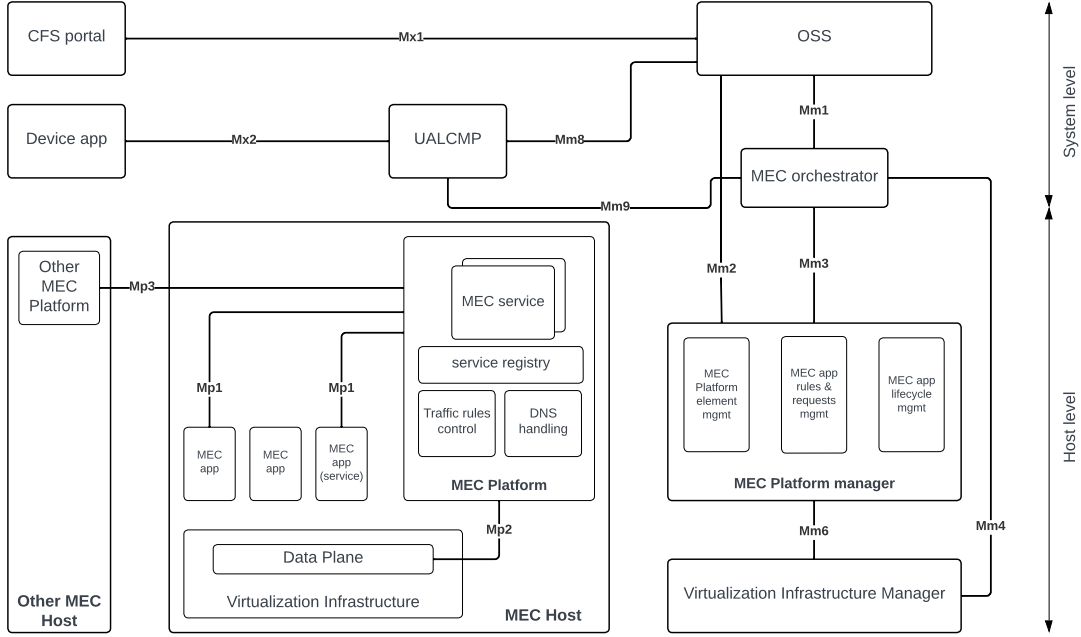 CFS portal
Mx1
OSS
Mm1
System level
Device app
Mx2
UALCMP
Mm8
MEC orchestrator
Mm9
Mm2
Mm3
Other
MEC
Platform
Mp3
MEC service
service registry
Traffic rules
control
DNS
handling
MEC Platform
Mp1
Mp1
MEC
app
MEC
app
MEC
app
(service)
Mp2
Data Plane
Virtualization Infrastructure
MEC Host
Other MEC
Host
MEC
Platform
element
mgmt
MEC app
rules &
requests
mgmt
MEC app
lifecycle
mgmt
MEC Platform manager
Host level
Mm6
Mm4
Virtualization Infrastructure Manager